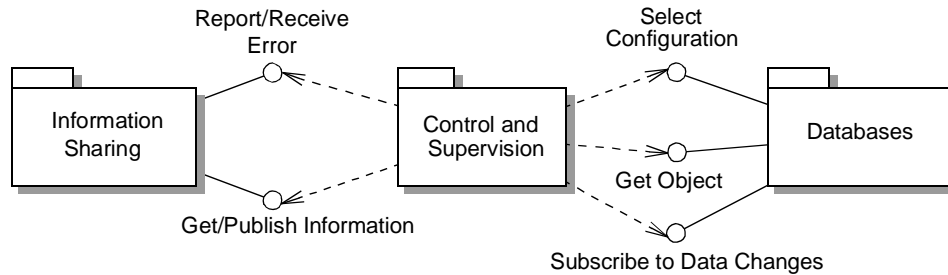 Report/Receive
Error
Select
Configuration
Information
Sharing
Control and
Supervision
Databases
Get Object
Get/Publish Information
Subscribe to Data Changes